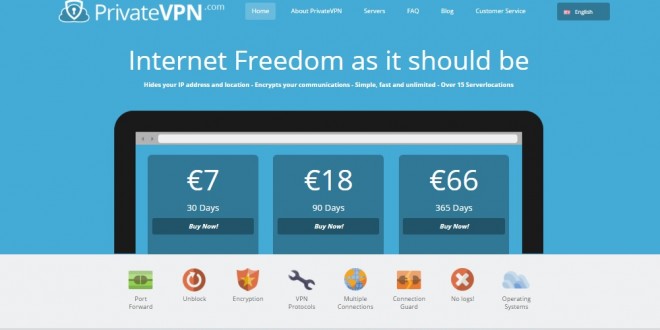 PrivateVPN.com
Home About PrivateVPN Servers FAQ Blog Customer Service English
Internet Freedom as it should be
Hides your IP address and location - Encrypts your communications - Simple, fast and unlimited - Over 15 Serverlocations
€7 €18 €66
30 Days 90 Days 365 Days
Buy Now! Buy Now! Buy Now!
Port Unblock Encryption VPN Multiple Connection No logs! Operating
Forward Protocols Connections Guard Systems